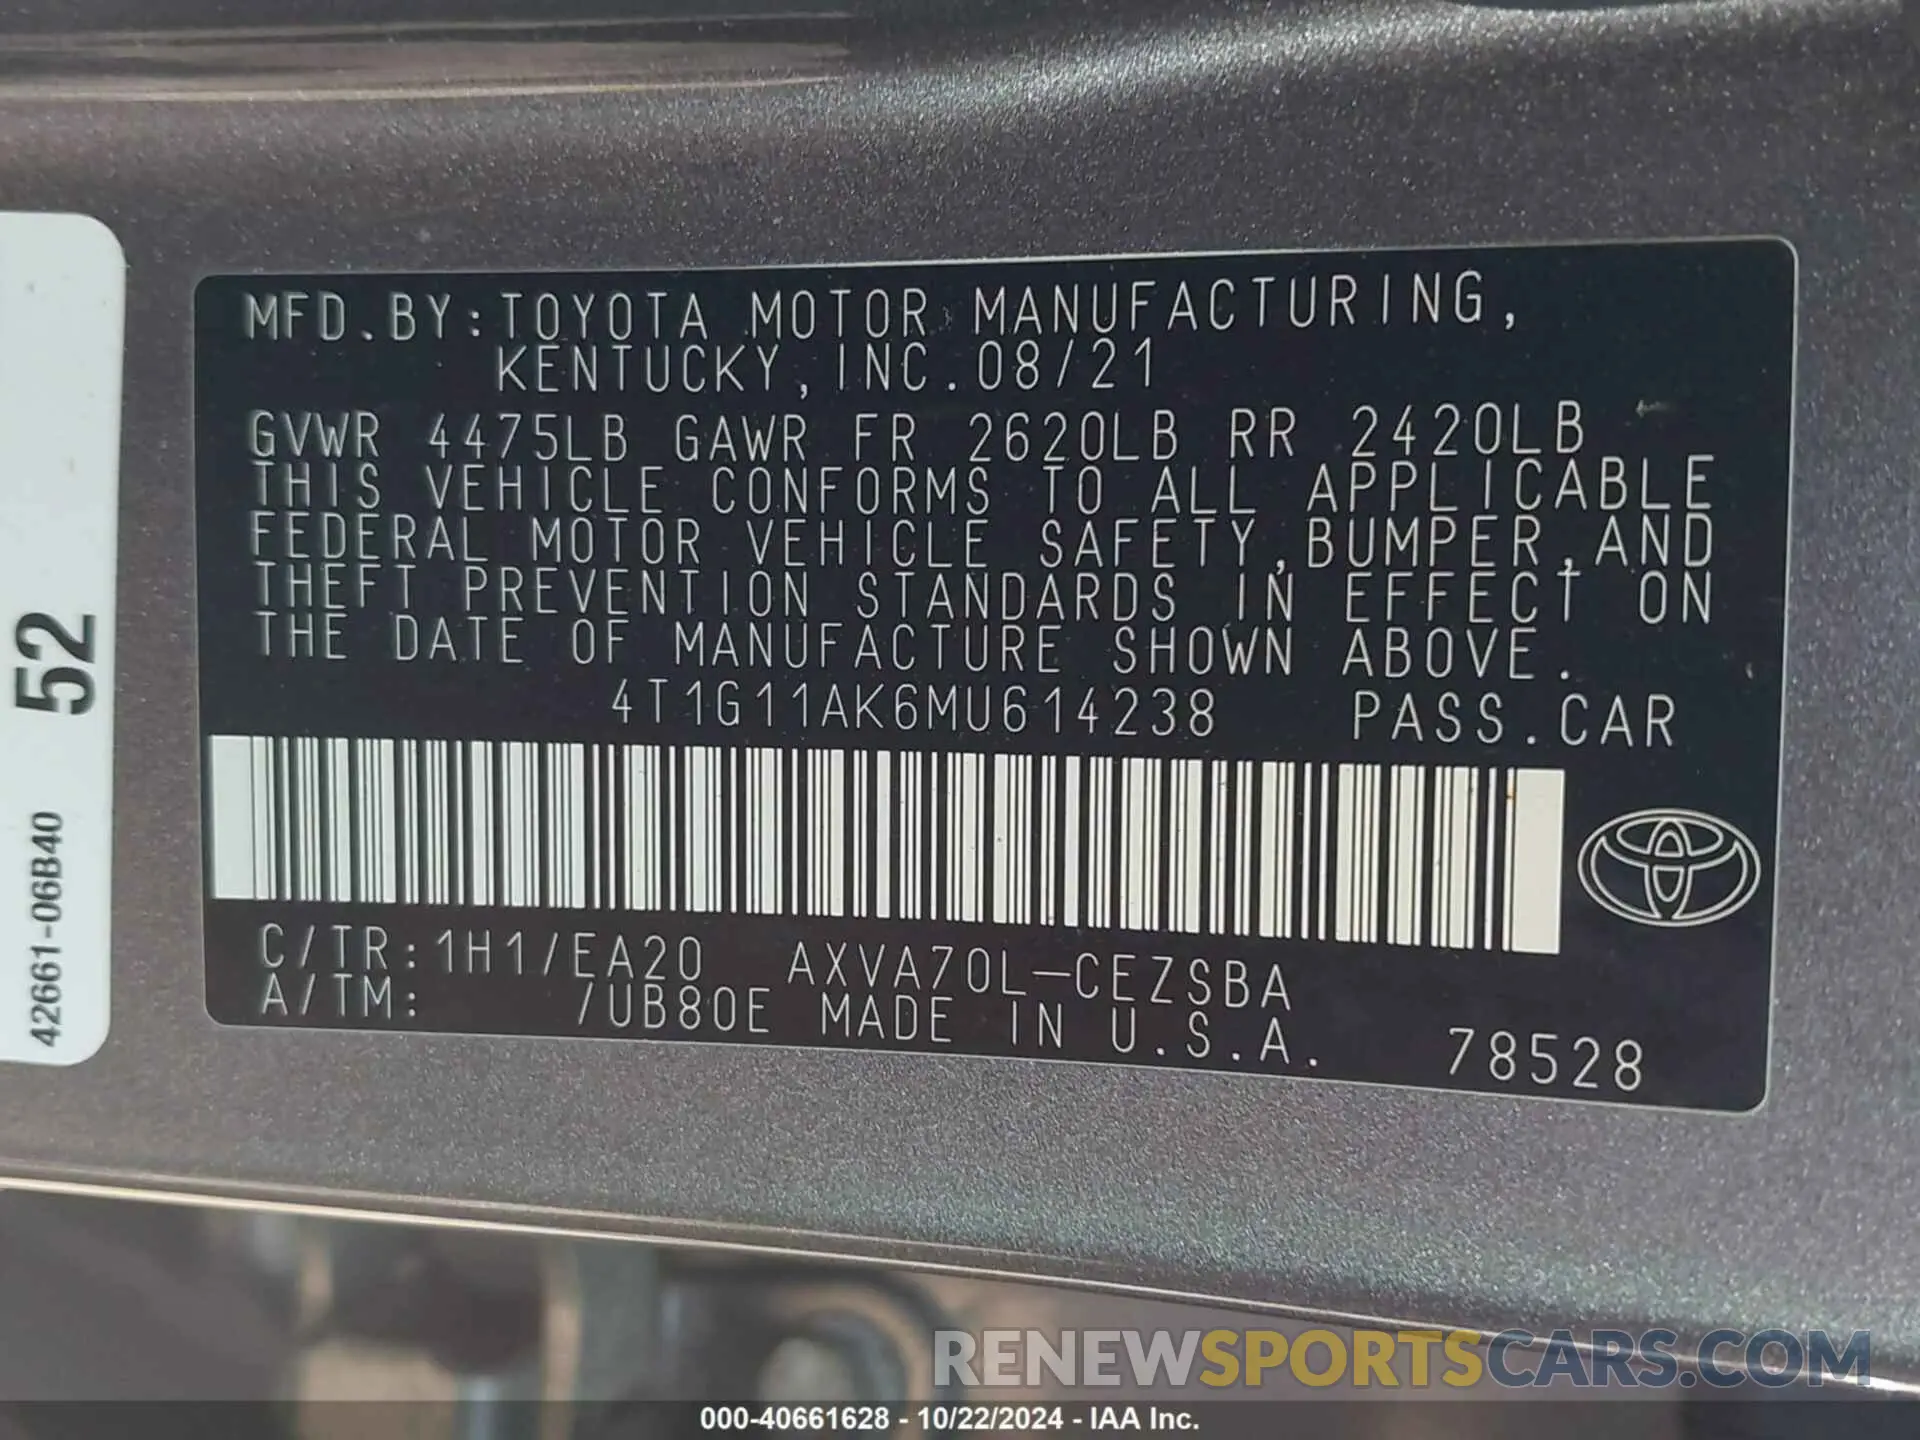 MFD.BY:TOYOTA MOTOR MANUFACTURING,
KENTUCKY,INC.08/21
GVWR 4475LB GAWR FR 2620LB RR 2420LB
THIS VEHICLE CONFORMS TO ALL APPLICABLE
FEDERAL MOTOR VEHICLE SAFETY,BUMPER,AND
THEFT PREVENTION STANDARDS IN EFFECT ON
THE DATE OF MANUFACTURE SHOWN ABOVE.
4T1G11AK6MU614238 PASS.CAR
C/TR:1H1/EA20 AXVA70L-CEZSBA
A/TM: /UB80E MADE IN U.S.A. 78528
52
42661-06B40
RENEWSPORTSCARS.COM
000-40661628 - 10/22/2024 - IAA Inc.